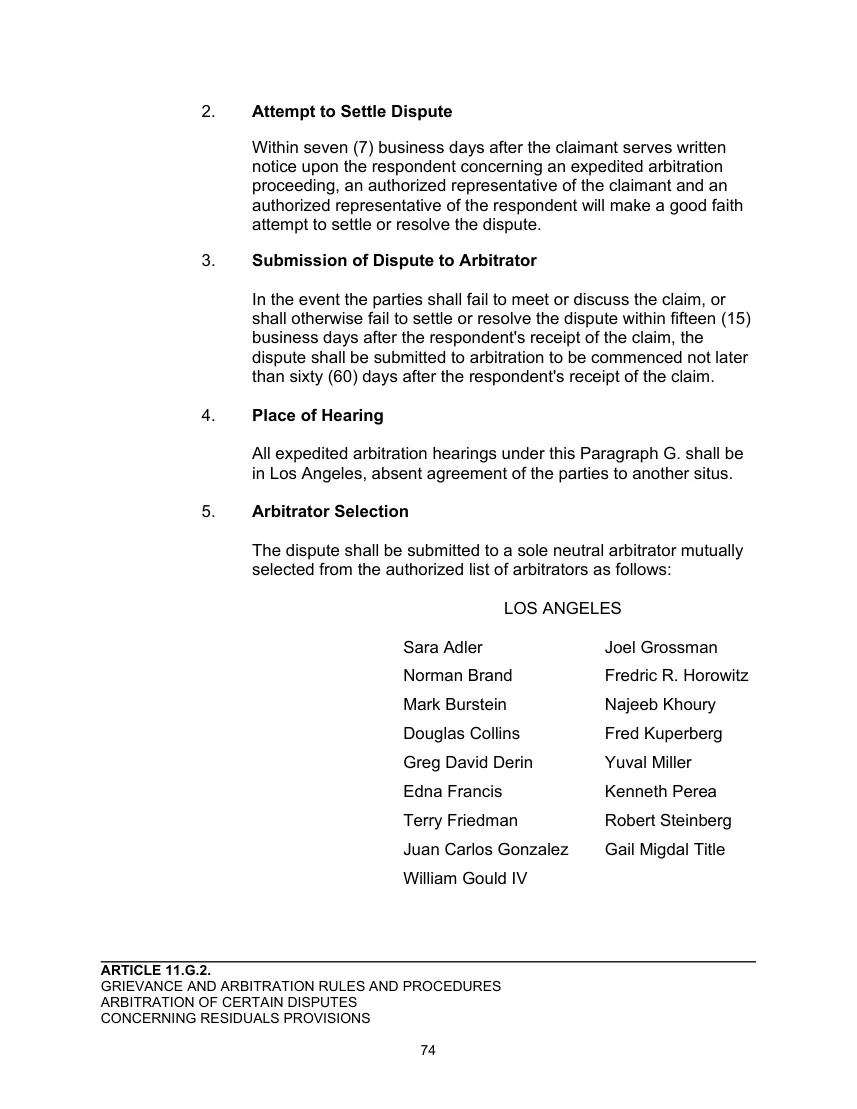 2. Attempt to Settle Dispute
Within seven (7) business days after the claimant serves written
notice upon the respondent concerning an expedited arbitration
proceeding, an authorized representative of the claimant and an
authorized representative of the respondent will make a good faith
attempt to settle or resolve the dispute.
3. Submission of Dispute to Arbitrator
In the event the parties shall fail to meet or discuss the claim, or
shall otherwise fail to settle or resolve the dispute within fifteen (15)
business days after the respondent's receipt of the claim, the
dispute shall be submitted to arbitration to be commenced not later
than sixty (60) days after the respondent's receipt of the claim.
4. Place of Hearing
All expedited arbitration hearings under this Paragraph G. shall be
in Los Angeles, absent agreement of the parties to another situs.
5. Arbitrator Selection
The dispute shall be submitted to a sole neutral arbitrator mutually
selected from the authorized list of arbitrators as follows:
LOS ANGELES
Sara Adler Joel Grossman
Norman Brand Fredric R. Horowitz
Mark Burstein Najeeb Khoury
Douglas Collins Fred Kuperberg
Greg David Derin Yuval Miller
Edna Francis Kenneth Perea
Terry Friedman Robert Steinberg
Juan Carlos Gonzalez Gail Migdal Title
William Gould IV
ARTICLE 11.G.2.
GRIEVANCE AND ARBITRATION RULES AND PROCEDURES
ARBITRATION OF CERTAIN DISPUTES
CONCERNING RESIDUALS PROVISIONS
74